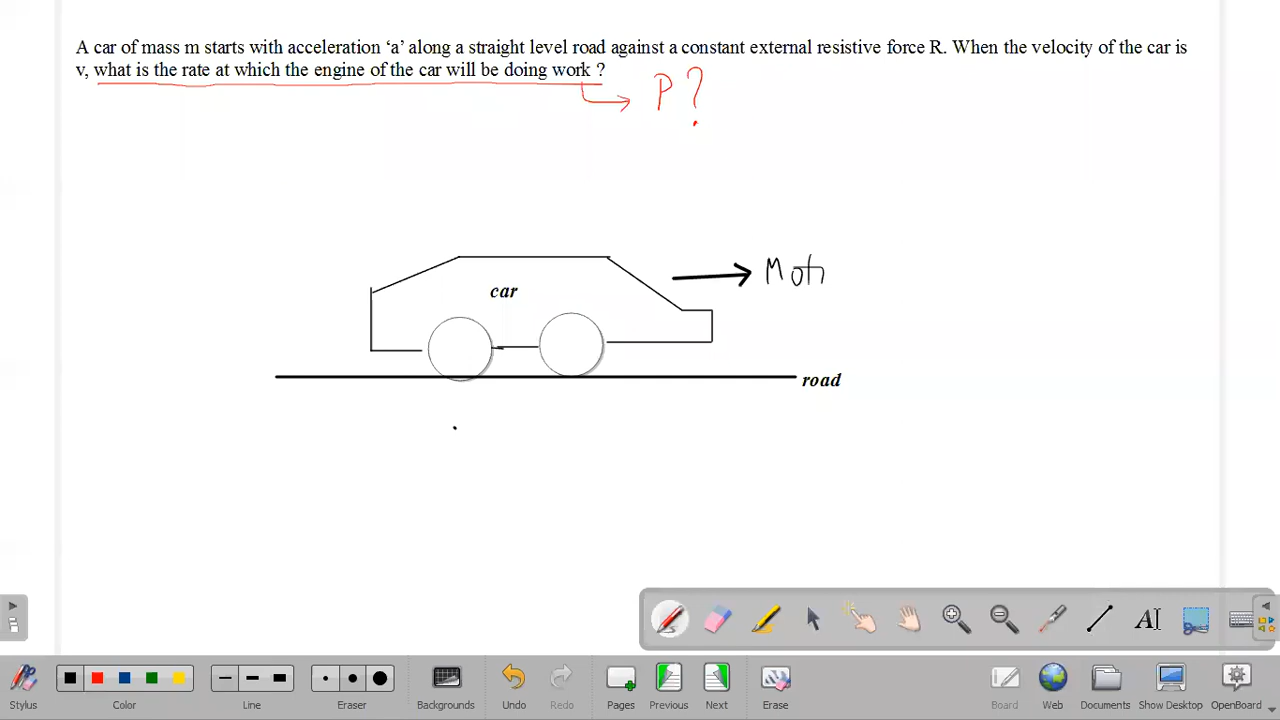 A car of mass m starts with acceleration ‘a’ along a straight level road against a constant external resistive force R. When the velocity of the car is
v, what is the rate at which the engine of the car will be doing work ?
P ?
Moti
car
road
Stylus
Color
Line
Eraser
Backgrounds
Undo
Redo
Pages
Previous
Next
Erase
Board
Web
Documents
Show Desktop
OpenBoard